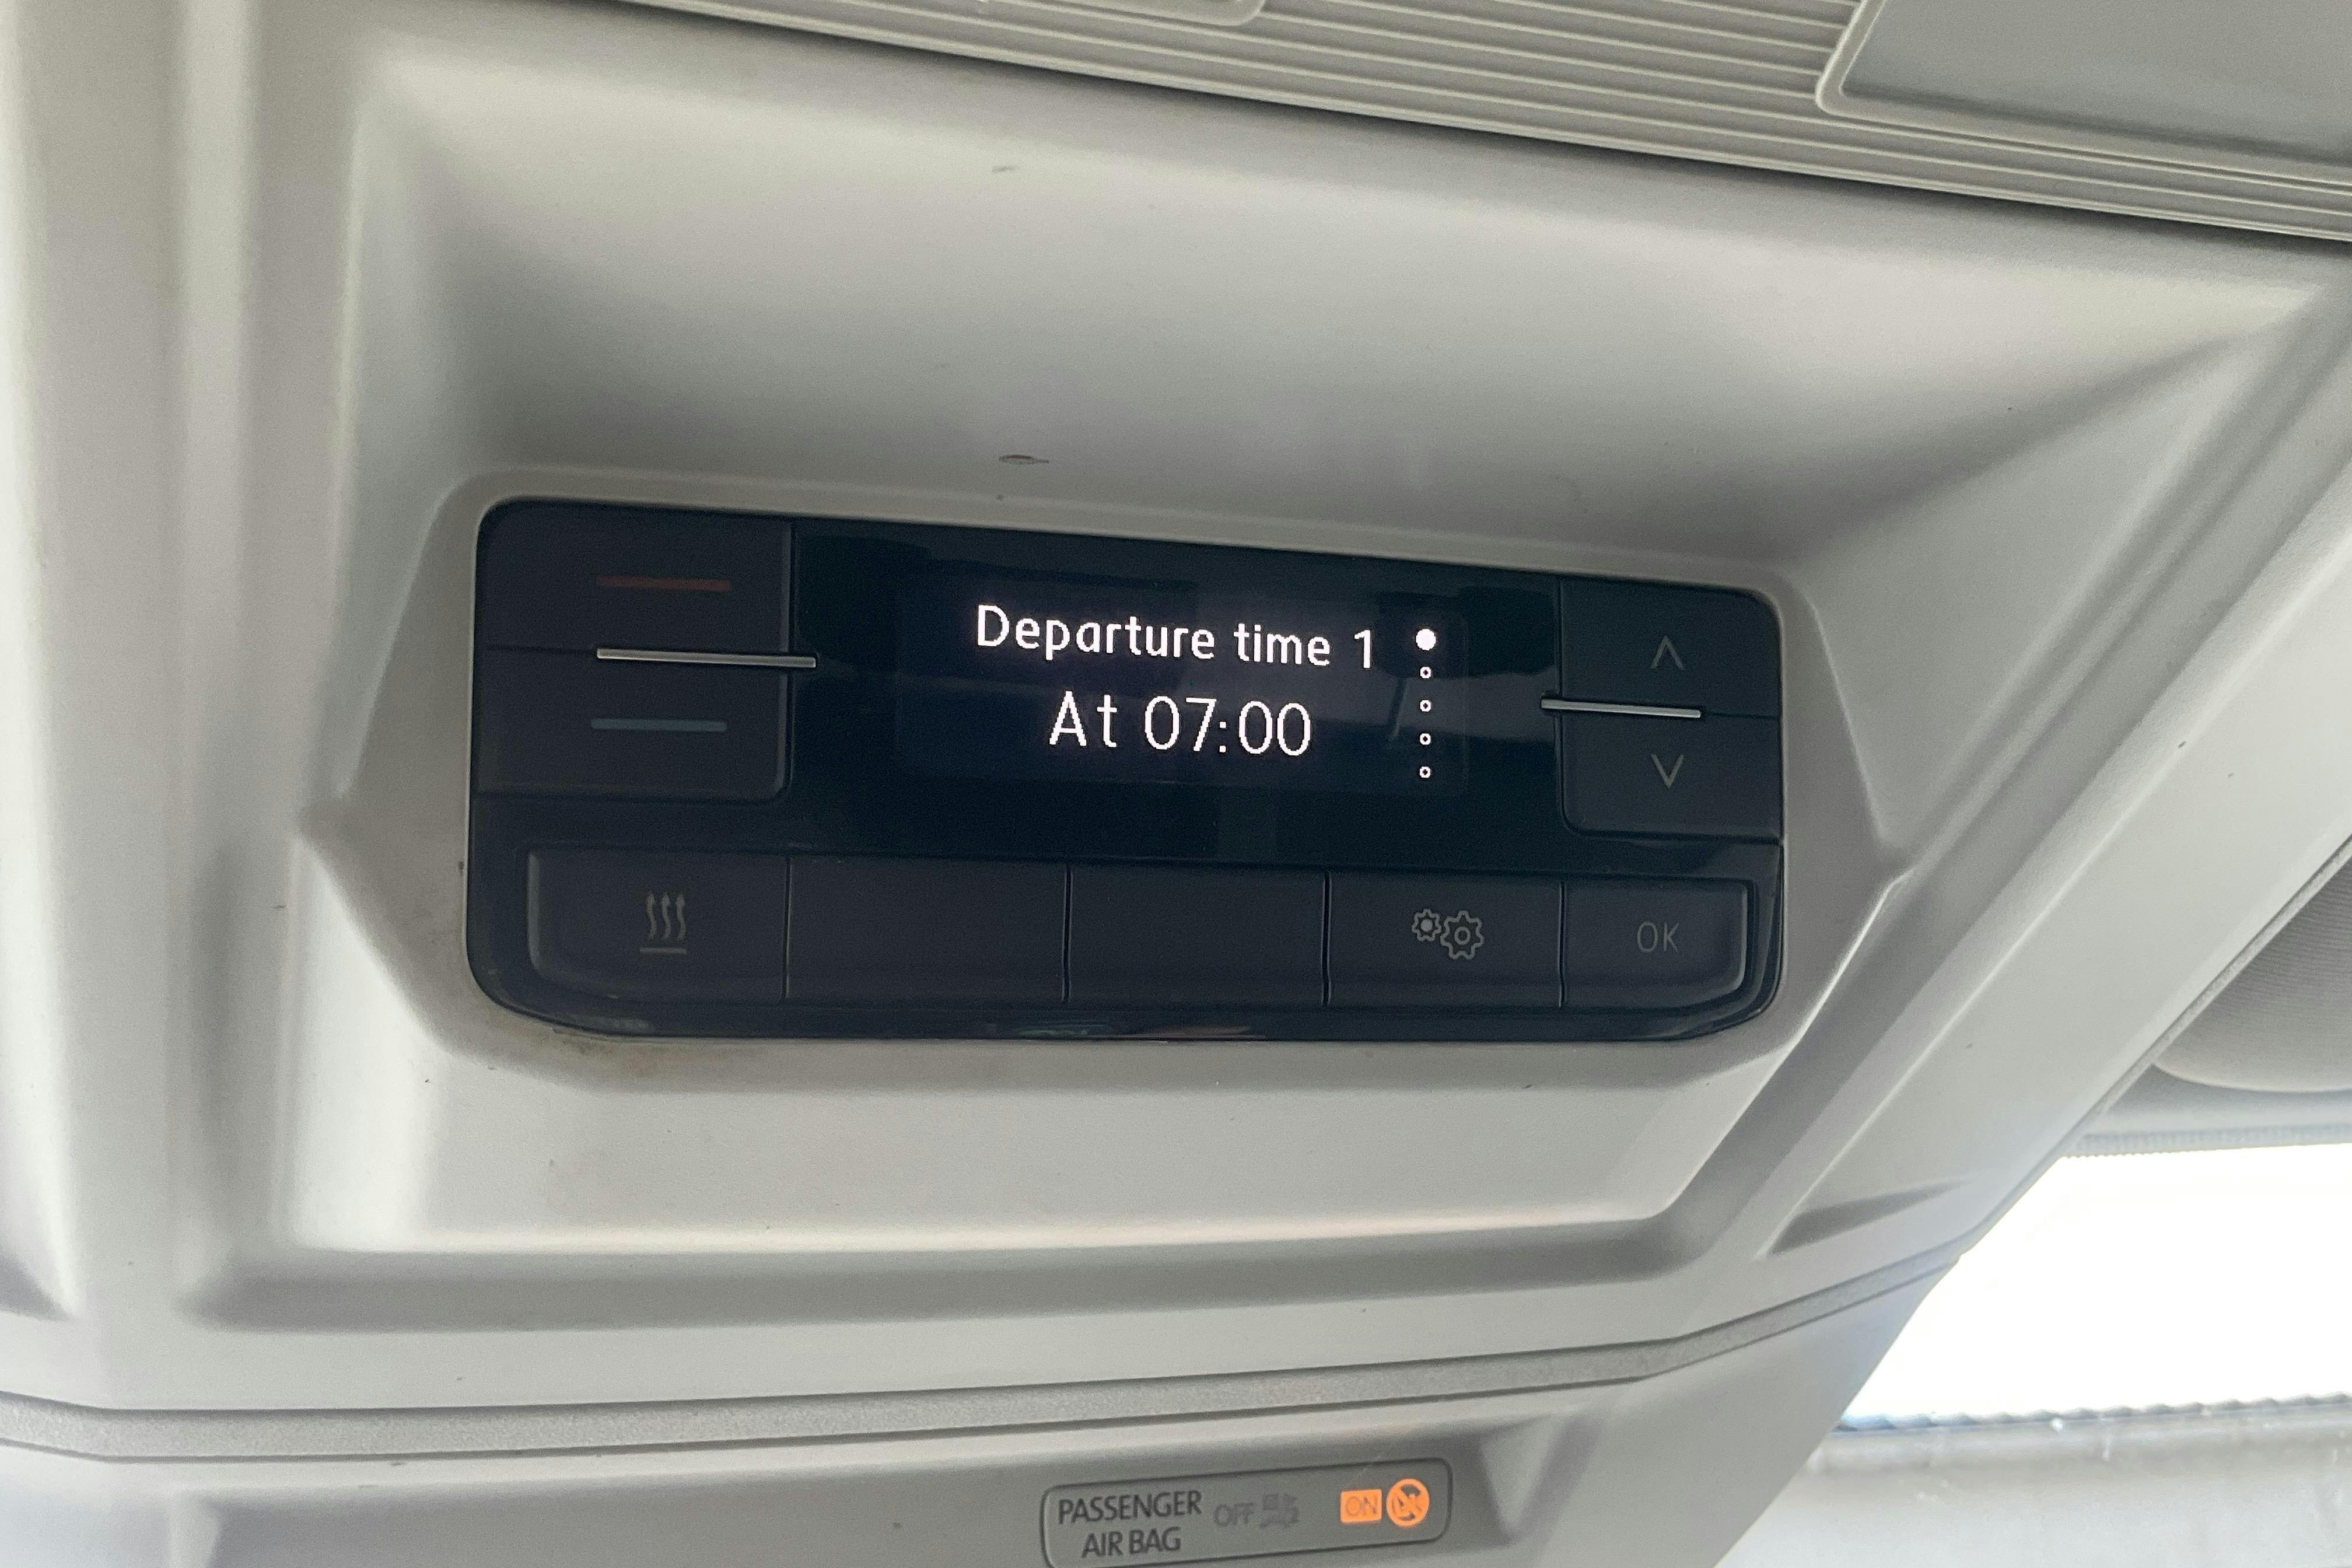 Departure time 1
At 07:00
OK
PASSENGER OFF ON
AIR BAG